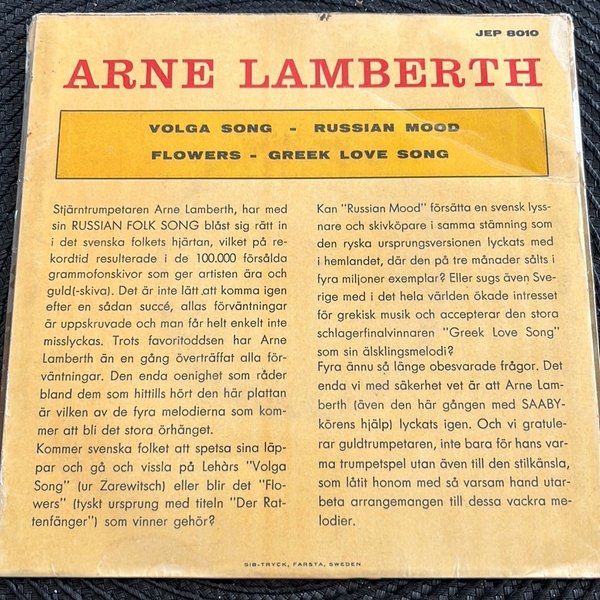 JEP 8010
ARNE LAMBERTH
VOLGA SONG - RUSSIAN MOOD
FLOWERS - GREEK LOVE SONG
Stjärntrumpetaren Arne Lamberth, har med
sin RUSSIAN FOLK SONG blåst sig rätt in
i det svenska folkets hjärtan, vilket på re-
kordtid resulterade i de 100.000 försålda
grammofonskivor som ger artisten ära och
guld(-skiva). Det är inte lätt att komma igen
efter en sådan succé, allas förväntningar
är uppskruvade och man får helt enkelt inte
misslyckas. Trots favoritoddsen har Arne
Lamberth än en gång överträffat alla för-
väntningar. Den enda oenighet som råder
bland dem som hittills hört den här plattan
är vilken av de fyra melodierna som kom-
mer att bli det stora örhänget.
Kommer svenska folket att spetsa sina läp-
par och gå och vissla på Lehàrs "Volga
Song" (ur Zarewitsch) eller blir det "Flo-
wers" (tyskt ursprung med titeln "Der Rat-
tenfänger") som vinner gehör?
Kan "Russian Mood" försätta en svensk lyss-
nare och skivköpare i samma stämning som
den ryska ursprungsversionen lyckats med
i hemlandet, där den på tre månader sålts i
fyra miljoner exemplar? Eller sugs även Sve-
rige med i det hela världen ökade intresset
för grekisk musik och accepterar den stora
schlagerfinalvinnaren "Greek Love Song"
som sin älsklingsmelodi?
Fyra ännu så länge obesvarade frågor. Det
enda vi med säkerhet vet är att Arne Lam-
berth (även den här gången med SAABY-
körens hjälp) lyckats igen. Och vi gratule-
rar guldtrumpetaren, inte bara för hans var-
ma trumpetspel utan även till den stilkänsla,
som låtit honom med så varsam hand utar-
beta arrangemangen till dessa vackra me-
lodier.
SIB-TRYCK, FARSTA, SWEDEN